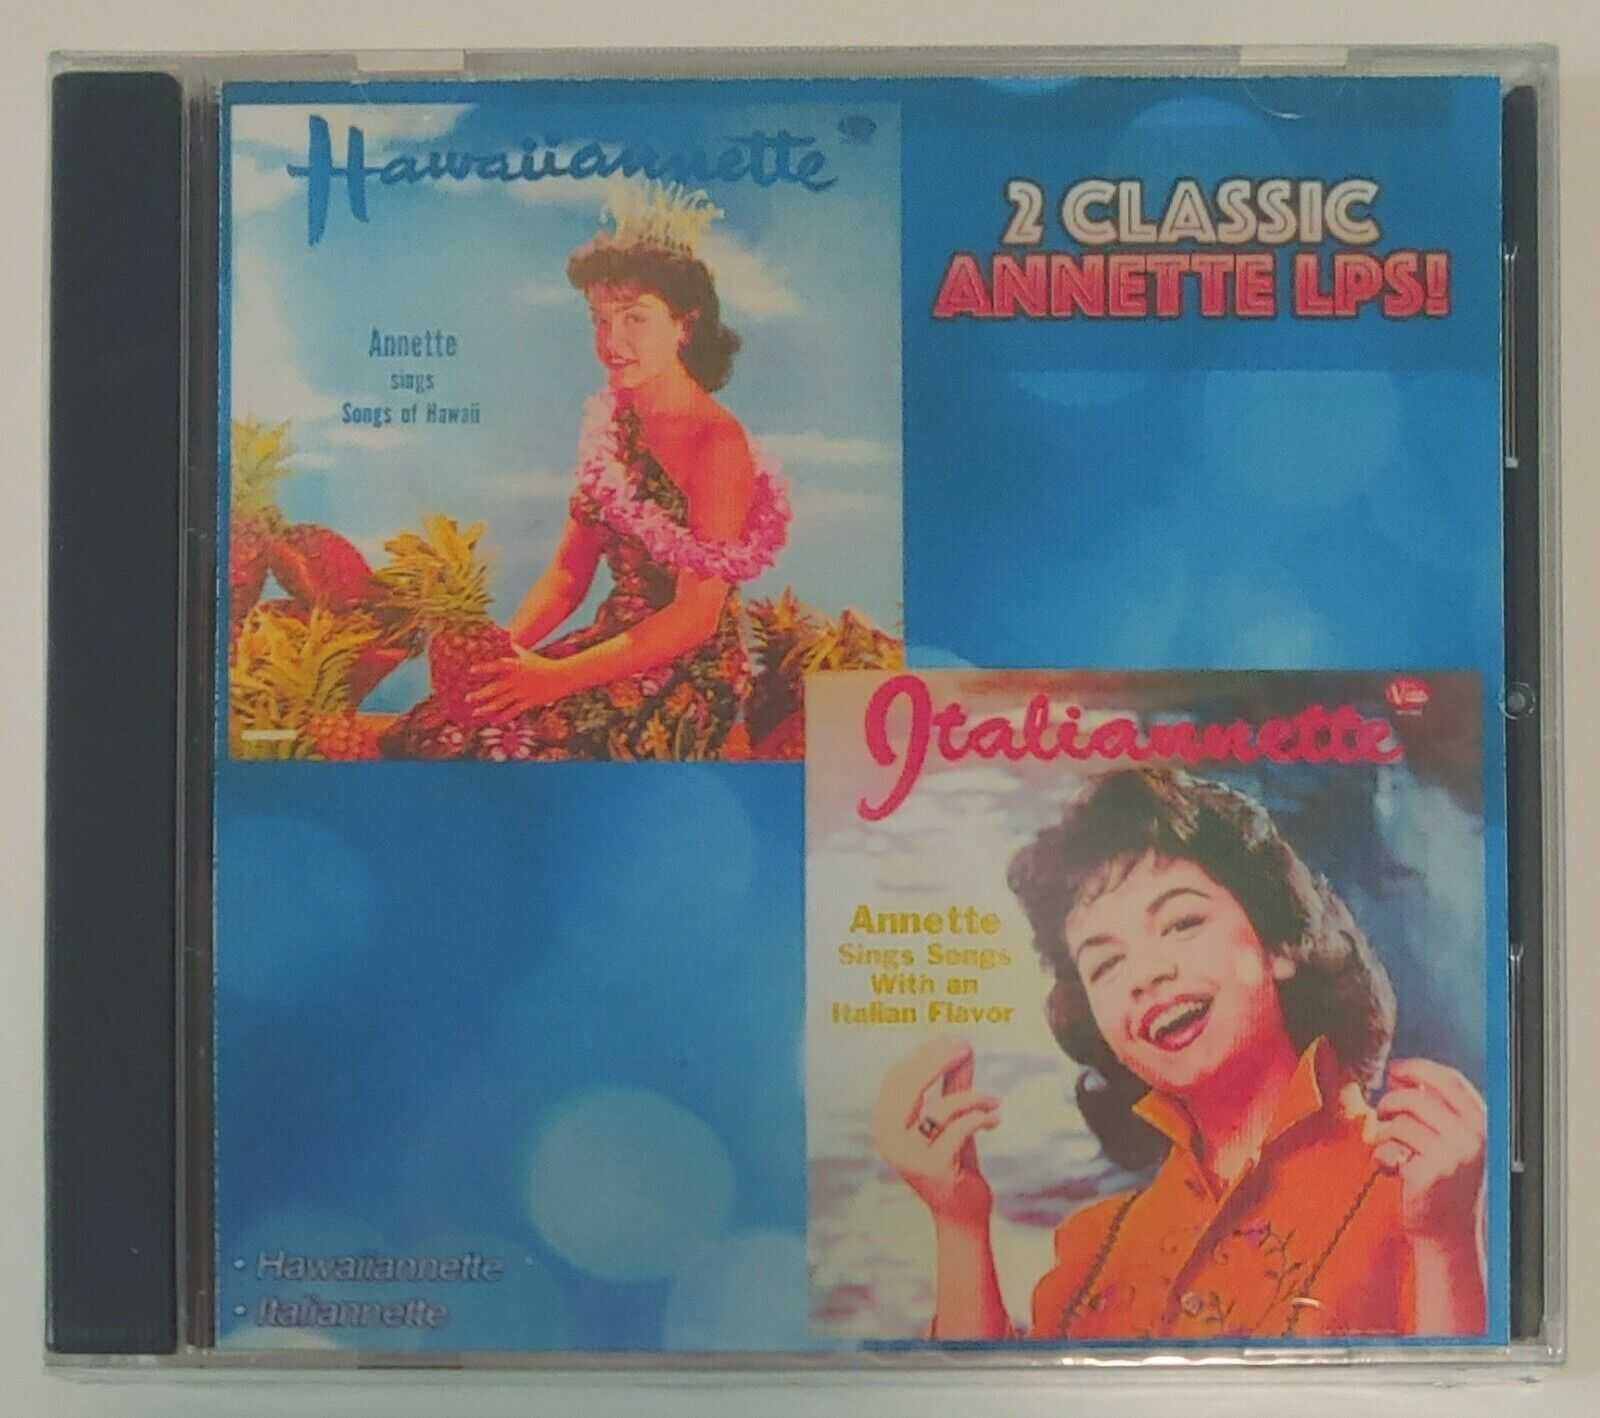 Hawaiiannette
Annette
sings
Songs of Hawaii
2 CLASSIC
ANNETTE LPS!
Italiannette
Annette
Sings Songs
With an
Italian Flavor
• Hawaiiannette
• Italiannette